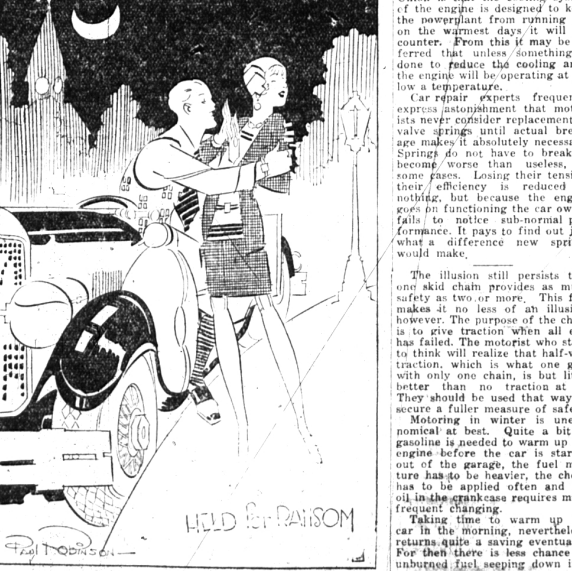 HELD for RANSOM
Paul Robinson
of the engine is designed to k
the powerplant from running
on the warmest days it will
counter. From this it may be
ferred that unless something
done to reduce the cooling a
the engine will be operating at
low a temperature.
Car repair experts frequen
express astonishment that mot
ists never consider replacement
valve springs until actual brea
age makes it absolutely necessa
Springs do not have to break
become worse than useless,
some cases. Losing their tensi
their efficiency is reduced
nothing, but because the eng
goes on functioning the car ow
fails to notice sub-normal p
formance. It pays to find out j
what a difference new spri
would make.
The illusion still persists t
one skid chain provides as m
safety as two or more. This f
makes it no less of an illusi
however. The purpose of the ch
is to give traction when all e
has failed. The motorist who st
to think will realize that half-v
traction, which is what one g
with only one chain, is but li
better than no traction at
They should be used that way
secure a fuller measure of safe
Motoring in winter is une
nomical at best. Quite a bit
gasoline is needed to warm up
engine before the car is star
out of the garage, the fuel m
ture has to be heavier, the cho
has to be applied often and
oil in the crankcase requires m
frequent changing.
Taking time to warm up
car in the morning, neverthele
returns quite a saving eventua
For then there is less chance
unburned fuel seeping down i